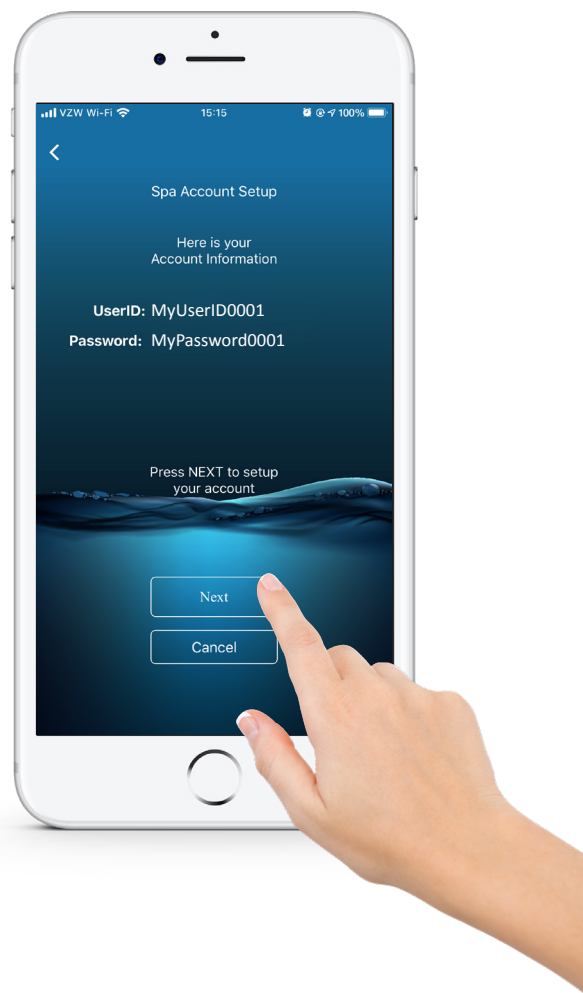 VZW Wi-Fi 15:15 100%
Spa Account Setup
Here is your
Account Information
UserID: MyUserID0001
Password: MyPassword0001
Press NEXT to setup
your account
Next
Cancel